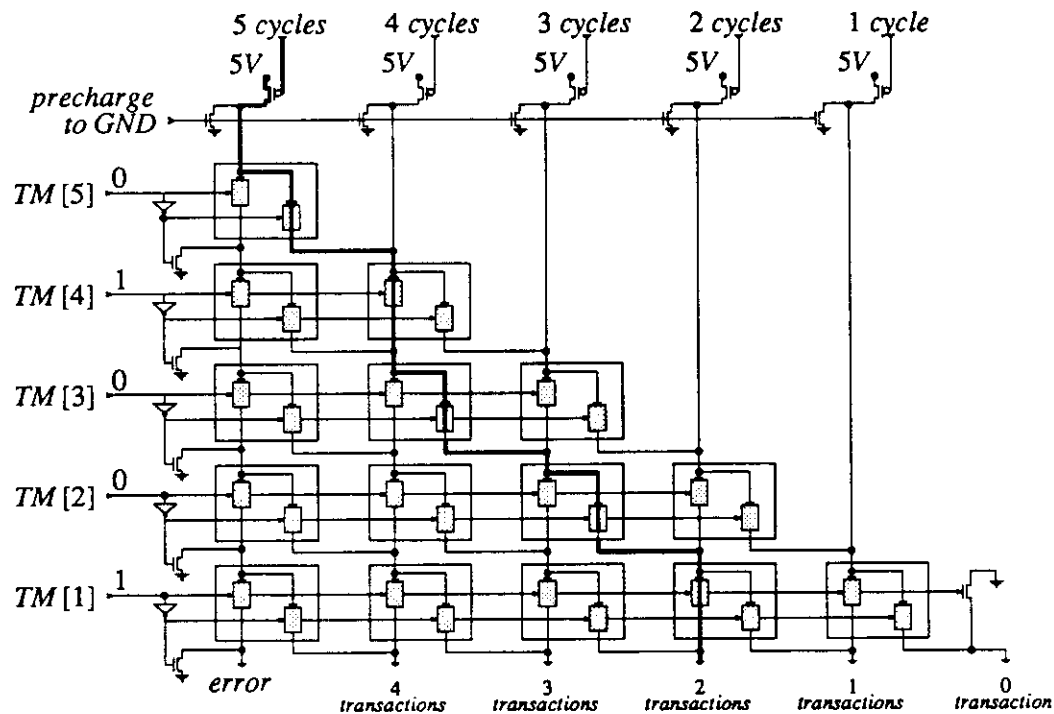 5 cycles 4 cycles 3 cycles 2 cycles 1 cycle
5V 5V 5V 5V 5V
precharge
to GND
TM [5] 0
TM [4] 1
TM [3] 0
TM [2] 0
TM [1] 1
error 4 3 2 1 0
transactions transactions transactions transactions transaction